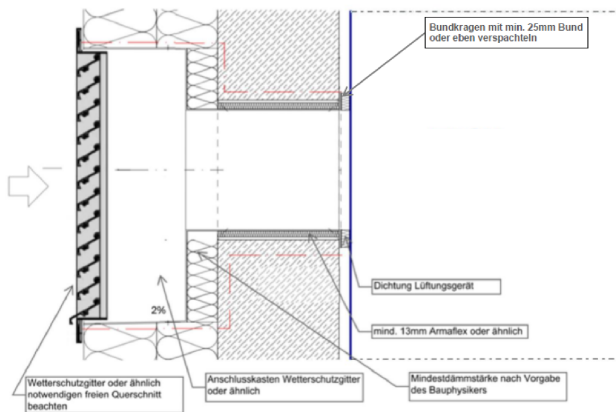 Bundkragen mit min. 25mm Bund
oder eben verspachteln
Dichtung Lüftungsgerät
2%
mind. 13mm Armaflex oder ähnlich
Wetterschutzgitter oder ähnlich
notwendigen freien Querschnitt
beachten
Anschlusskasten Wetterschutzgitter
oder ähnlich
Mindestdämmstärke nach Vorgabe
des Bauphysikers